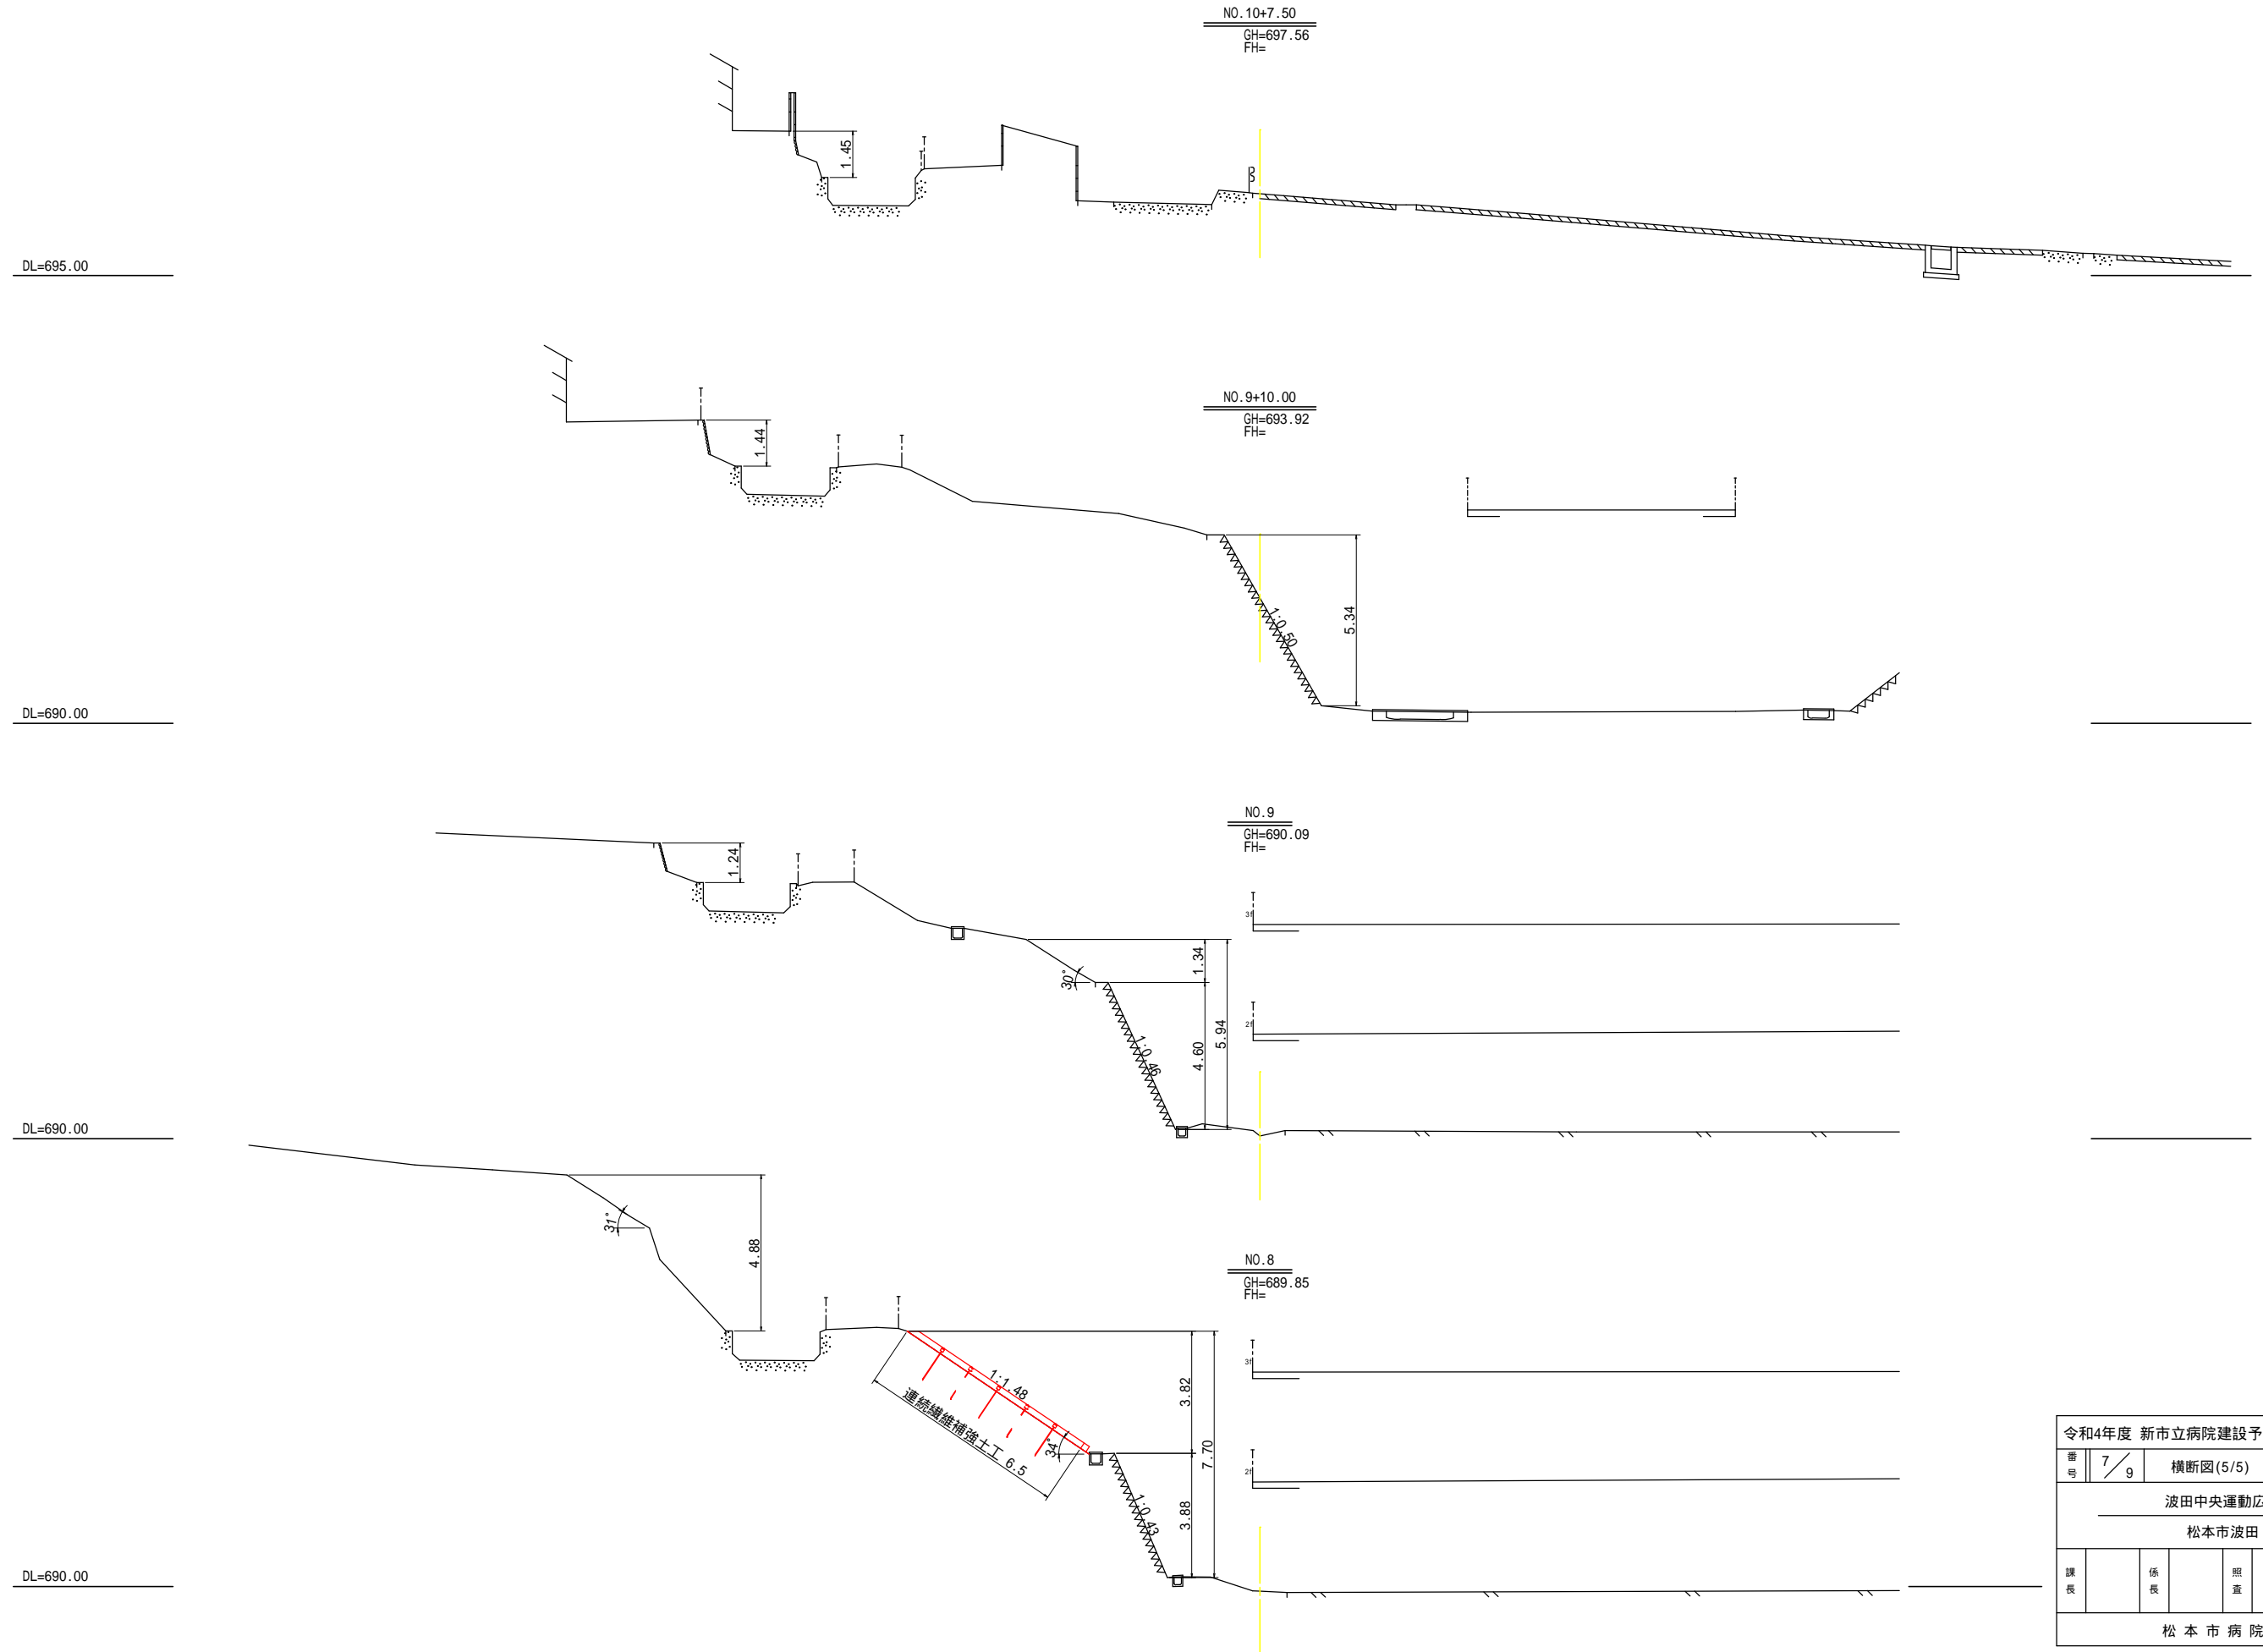 NO.10+7.50
GH=697.56
FH=
1.45
DL=695.00
NO.9+10.00
GH=693.92
FH=
1.44
1:0.50
5.34
DL=690.00
NO.9
GH=690.09
FH=
1.24
3f
30°
1.34
2f
1:0.46
4.60
5.94
DL=690.00
31°
4.88
NO.8
GH=689.85
FH=
3f
1:1.48
連続繊維補強土工 6.5
34°
3.82
7.70
2f
1:0.43
3.88
DL=690.00
令和4年度 新市立病院建設予
番号 7/9 横断図(5/5)
波田中央運動広
松本市波田
課長 係長 照査
松本市病院